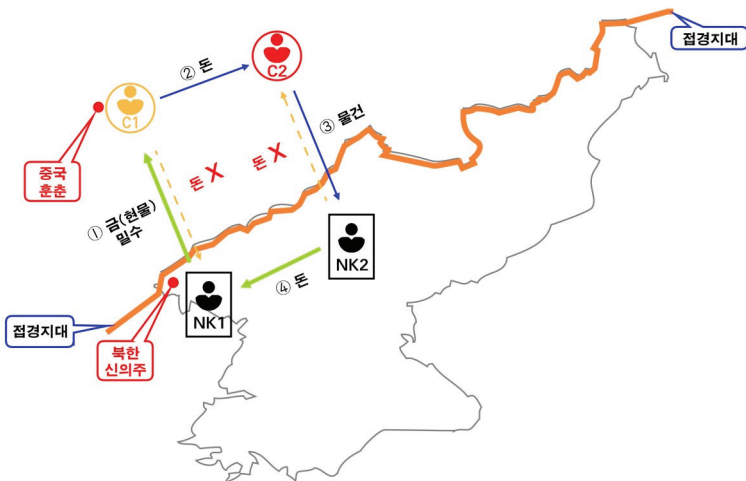 접경지대
② 돈
C2
C1
③ 물건
중국
훈춘
돈 X
돈 X
① 금(현물)
밀수
NK2
④ 돈
NK1
접경지대
북한
신의주